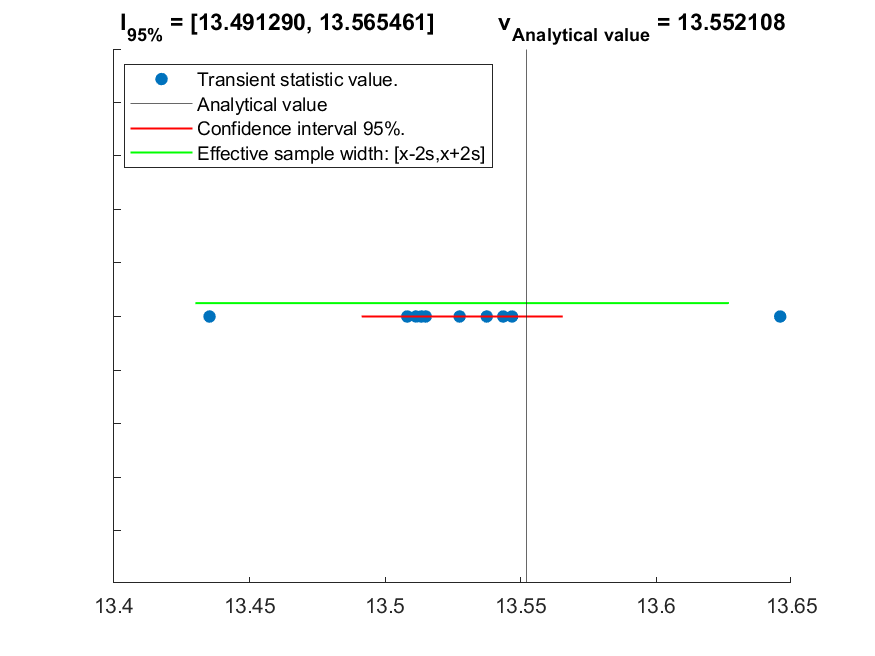 I95% = [13.491290, 13.565461]
vAnalytical value = 13.552108
Transient statistic value.
Analytical value
Confidence interval 95%.
Effective sample width: [x-2s,x+2s]
13.4 13.45 13.5 13.55 13.6 13.65